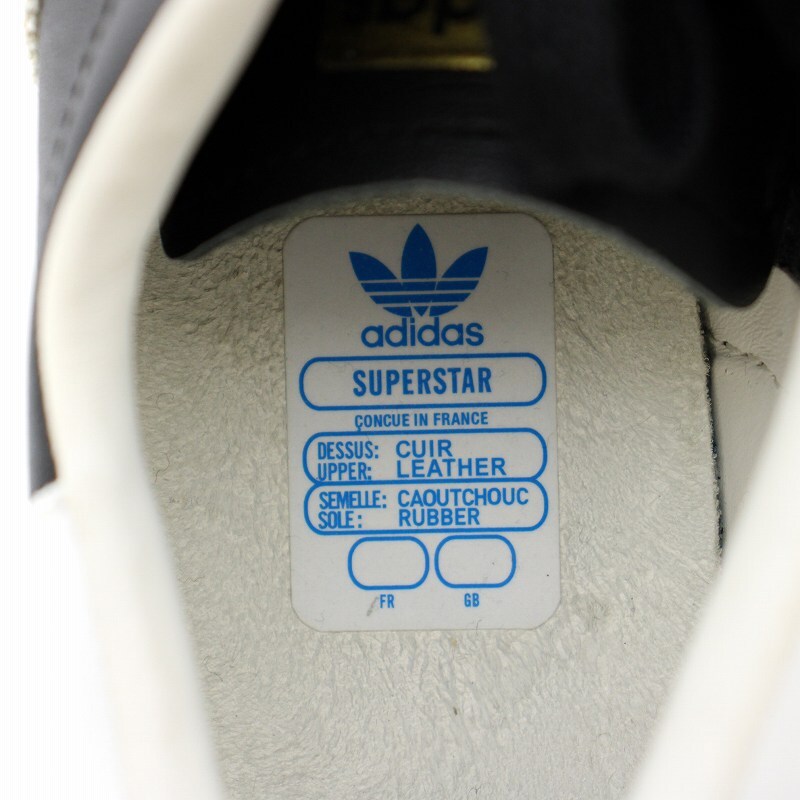 adidas
SUPERSTAR
ÇONCUE IN FRANCE
DESSUS: CUIR
UPPER: LEATHER
SEMELLE: CAOUTCHOUC
SOLE: RUBBER
FR GB